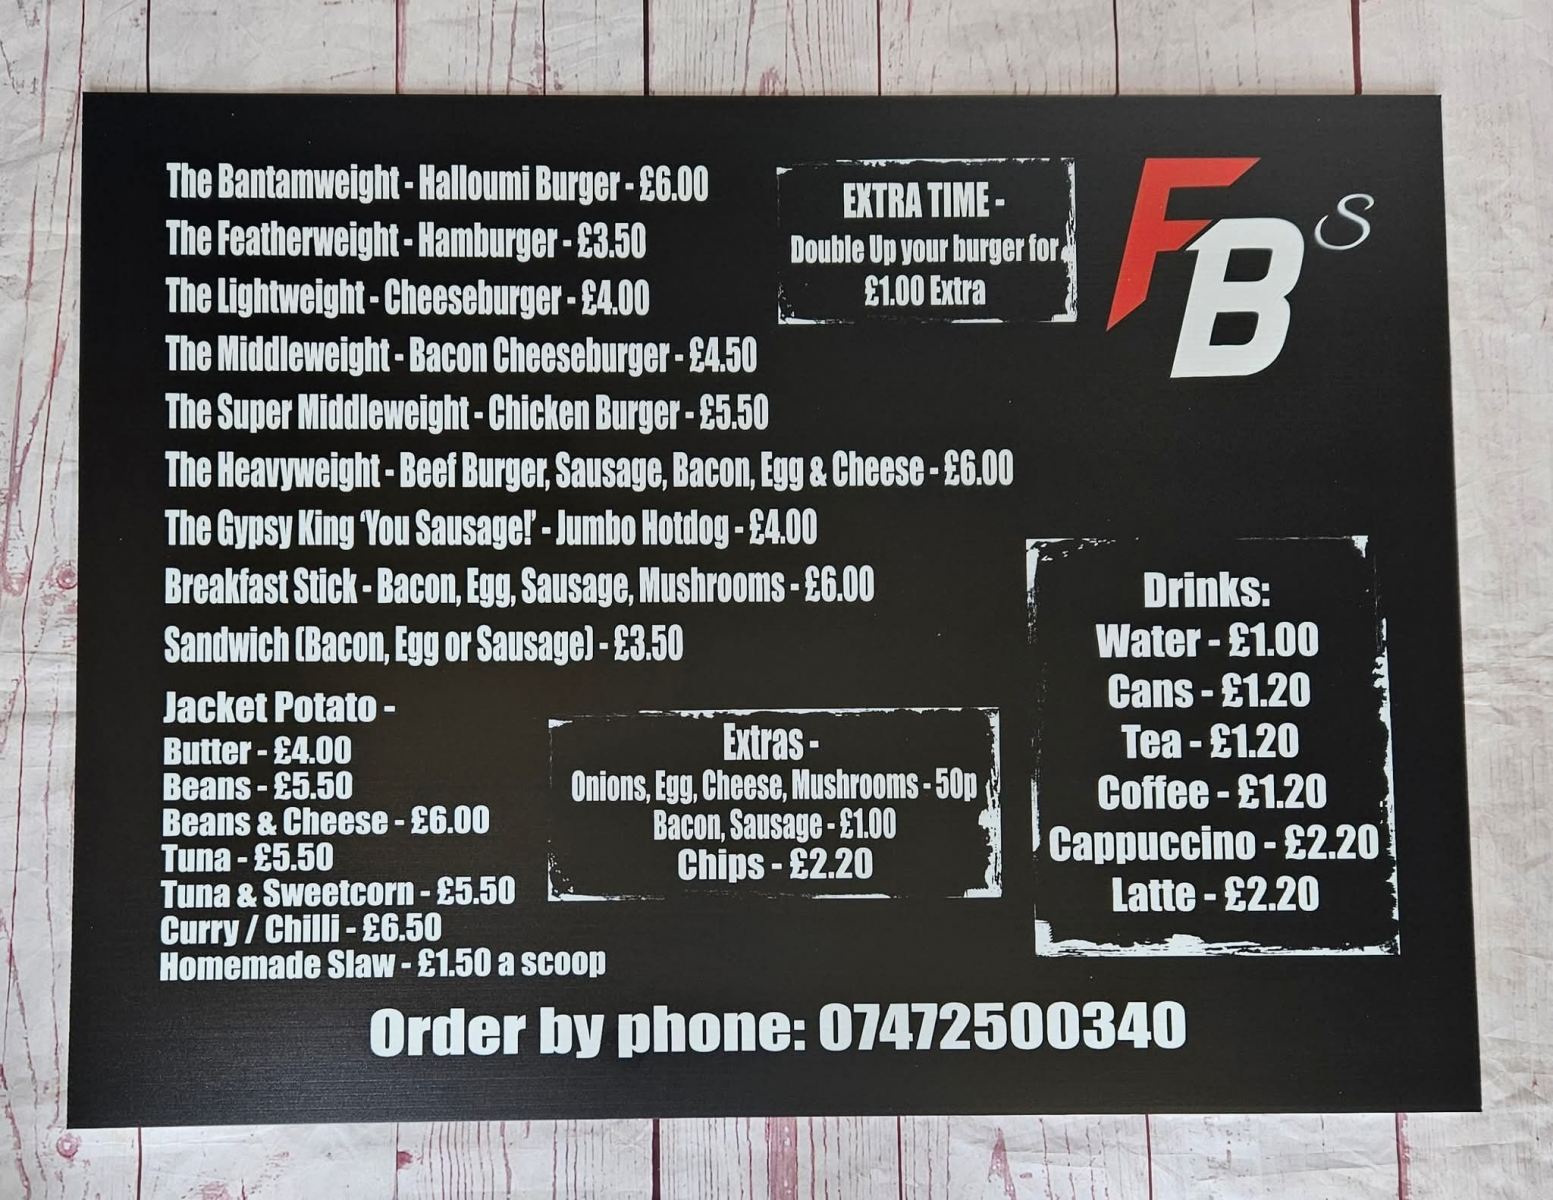 The Bantamweight - Halloumi Burger - £6.00
The Featherweight - Hamburger - £3.50
The Lightweight - Cheeseburger - £4.00
The Middleweight - Bacon Cheeseburger - £4.50
The Super Middleweight - Chicken Burger - £5.50
The Heavyweight - Beef Burger, Sausage, Bacon, Egg & Cheese - £6.00
The Gypsy King ‘You Sausage!’ - Jumbo Hotdog - £4.00
Breakfast Stick - Bacon, Egg, Sausage, Mushrooms - £6.00
Sandwich (Bacon, Egg or Sausage) - £3.50
Jacket Potato -
Butter - £4.00
Beans - £5.50
Beans & Cheese - £6.00
Tuna - £5.50
Tuna & Sweetcorn - £5.50
Curry / Chilli - £6.50
Homemade Slaw - £1.50 a scoop
EXTRA TIME -
Double Up your burger for
£1.00 Extra
FBs
Extras -
Onions, Egg, Cheese, Mushrooms - 50p
Bacon, Sausage - £1.00
Chips - £2.20
Drinks:
Water - £1.00
Cans - £1.20
Tea - £1.20
Coffee - £1.20
Cappuccino - £2.20
Latte - £2.20
Order by phone: 07472500340